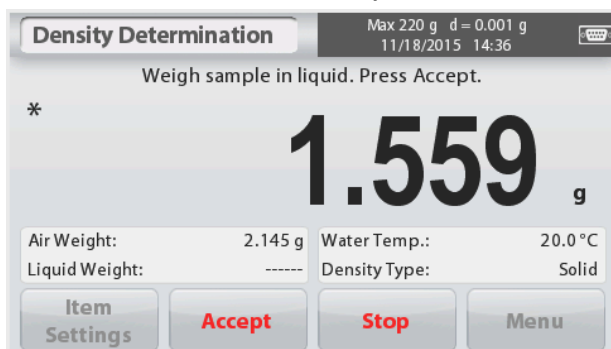 Density Determination
Max 220 g d = 0.001 g
11/18/2015 14:36
Weigh sample in liquid. Press Accept.
*
1.559 g
Air Weight: 2.145 g Water Temp.: 20.0 °C
Liquid Weight: ------ Density Type: Solid
Item Settings
Accept
Stop
Menu